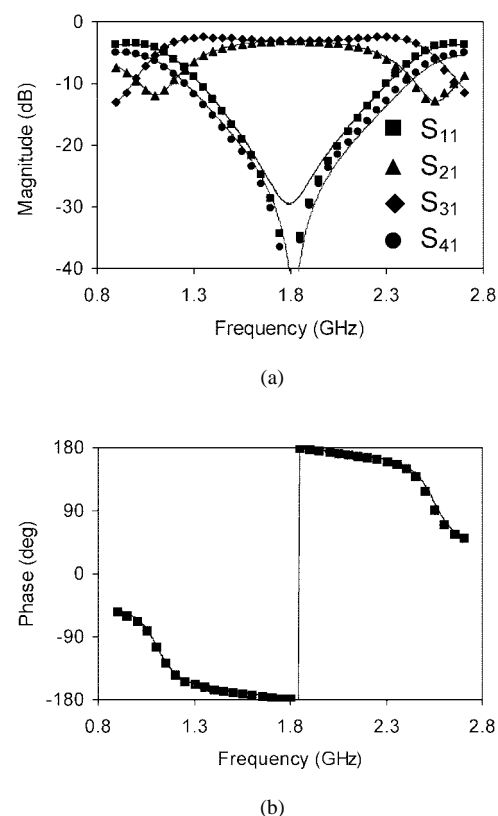 0
-10
-20
-30
-40
Magnitude (dB)
S11
S21
S31
S41
0.8 1.3 1.8 2.3 2.8
Frequency (GHz)
(a)
180
90
0
-90
-180
Phase (deg)
0.8 1.3 1.8 2.3 2.8
Frequency (GHz)
(b)